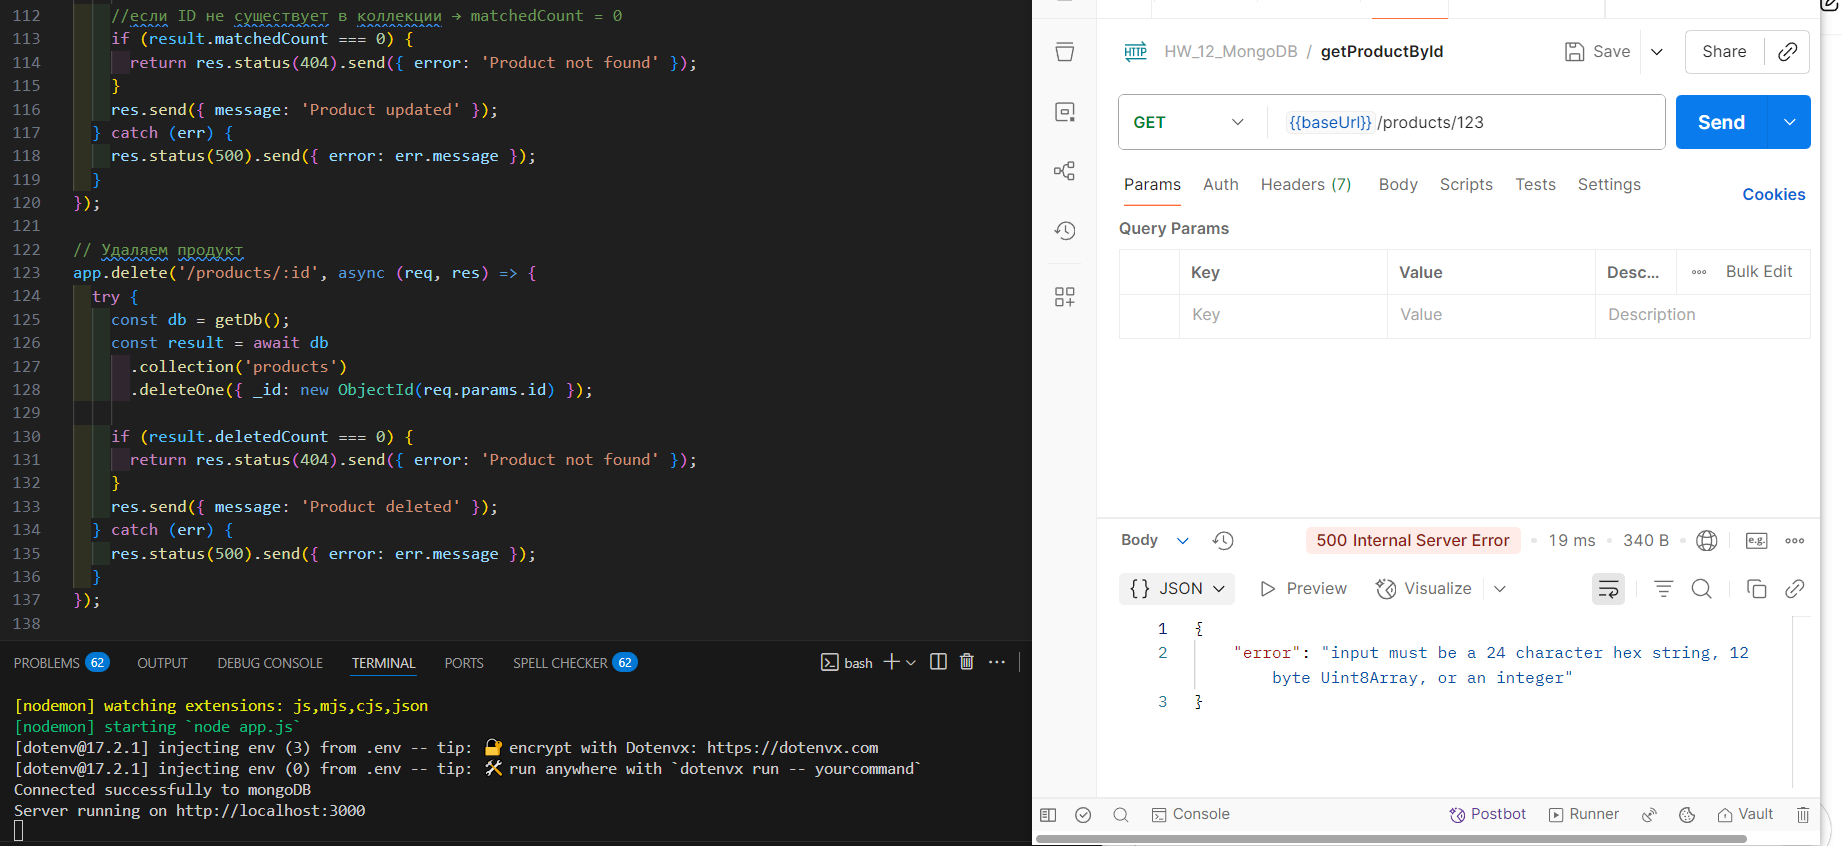 112 //если ID не существует в коллекции → matchedCount = 0
113 if (result.matchedCount === 0) {
114 return res.status(404).send({ error: 'Product not found' });
115 }
116 res.send({ message: 'Product updated' });
117 } catch (err) {
118 res.status(500).send({ error: err.message });
119 }
120 });
121
122 // Удаляем продукт
123 app.delete('/products/:id', async (req, res) => {
124 try {
125 const db = getDb();
126 const result = await db
127 .collection('products')
128 .deleteOne({ _id: new ObjectId(req.params.id) });
129
130 if (result.deletedCount === 0) {
131 return res.status(404).send({ error: 'Product not found' });
132 }
133 res.send({ message: 'Product deleted' });
134 } catch (err) {
135 res.status(500).send({ error: err.message });
136 }
137 });
138
PROBLEMS 62 OUTPUT DEBUG CONSOLE TERMINAL PORTS SPELL CHECKER 62 bash
[nodemon] watching extensions: js,mjs,cjs,json
[nodemon] starting `node app.js`
[dotenv@17.2.1] injecting env (3) from .env -- tip: 🔐 encrypt with Dotenvx: https://dotenvx.com
[dotenv@17.2.1] injecting env (0) from .env -- tip: 🛠️ run anywhere with `dotenvx run -- yourcommand`
Connected successfully to mongoDB
Server running on http://localhost:3000
HTTP HW_12_MongoDB / getProductById Save Share
GET {{baseUrl}}/products/123 Send
Params Auth Headers (7) Body Scripts Tests Settings
Cookies
Query Params
Key Value Desc... Bulk Edit
Key Value Description
Body 500 Internal Server Error 19 ms 340 B e.g.
{} JSON Preview Visualize
1 {
2 "error": "input must be a 24 character hex string, 12
byte Uint8Array, or an integer"
3 }
Console Postbot Runner Vault